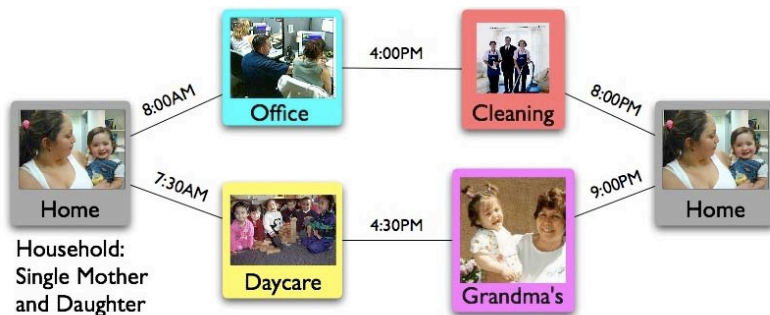 8:00AM
Office
4:00PM
Cleaning
8:00PM
Home
7:30AM
Daycare
4:30PM
Grandma's
9:00PM
Home
Household:
Single Mother
and Daughter